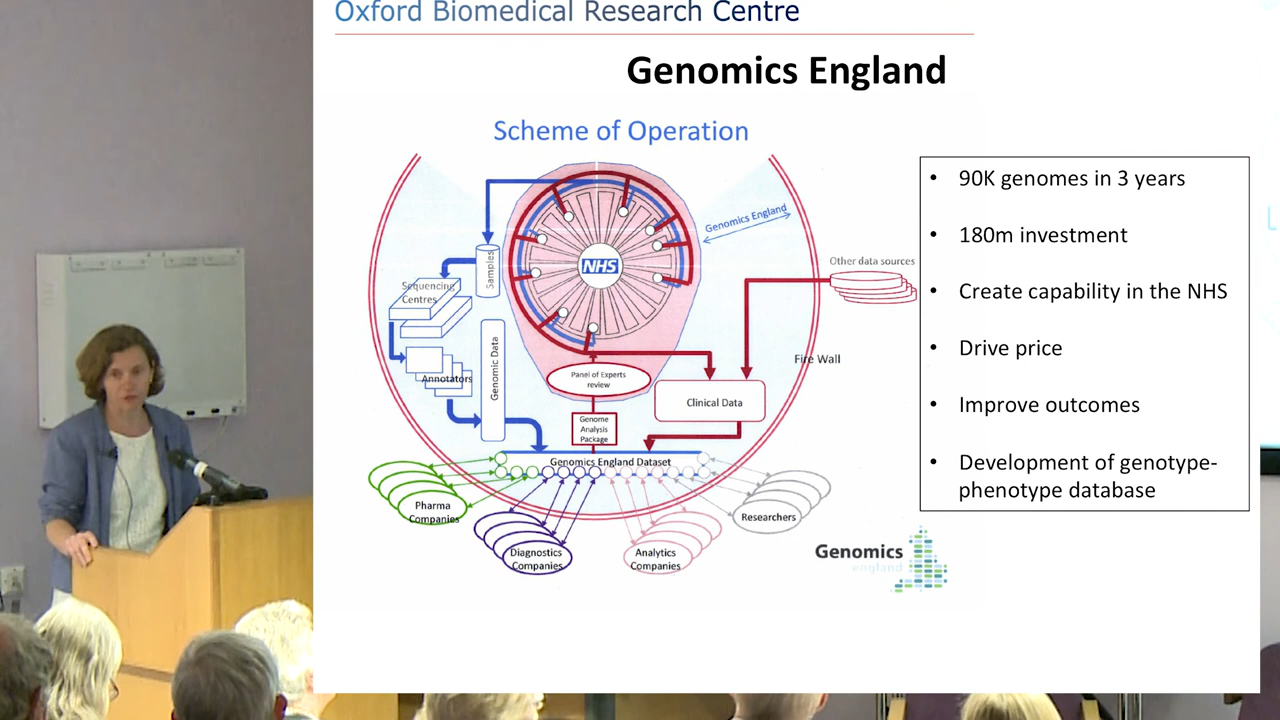 Oxford Biomedical Research Centre
Genomics England
Scheme of Operation
NHS
Genomics England
Samples
Sequencing
Centres
Annotators
Genomic Data
Panel of Experts
review
Genome
Analysis
Package
Clinical Data
Other data sources
Fire Wall
Genomics England Dataset
Pharma
Companies
Diagnostics
Companies
Analytics
Companies
Researchers
• 90K genomes in 3 years
• 180m investment
• Create capability in the NHS
• Drive price
• Improve outcomes
• Development of genotype-
phenotype database
Genomics
england